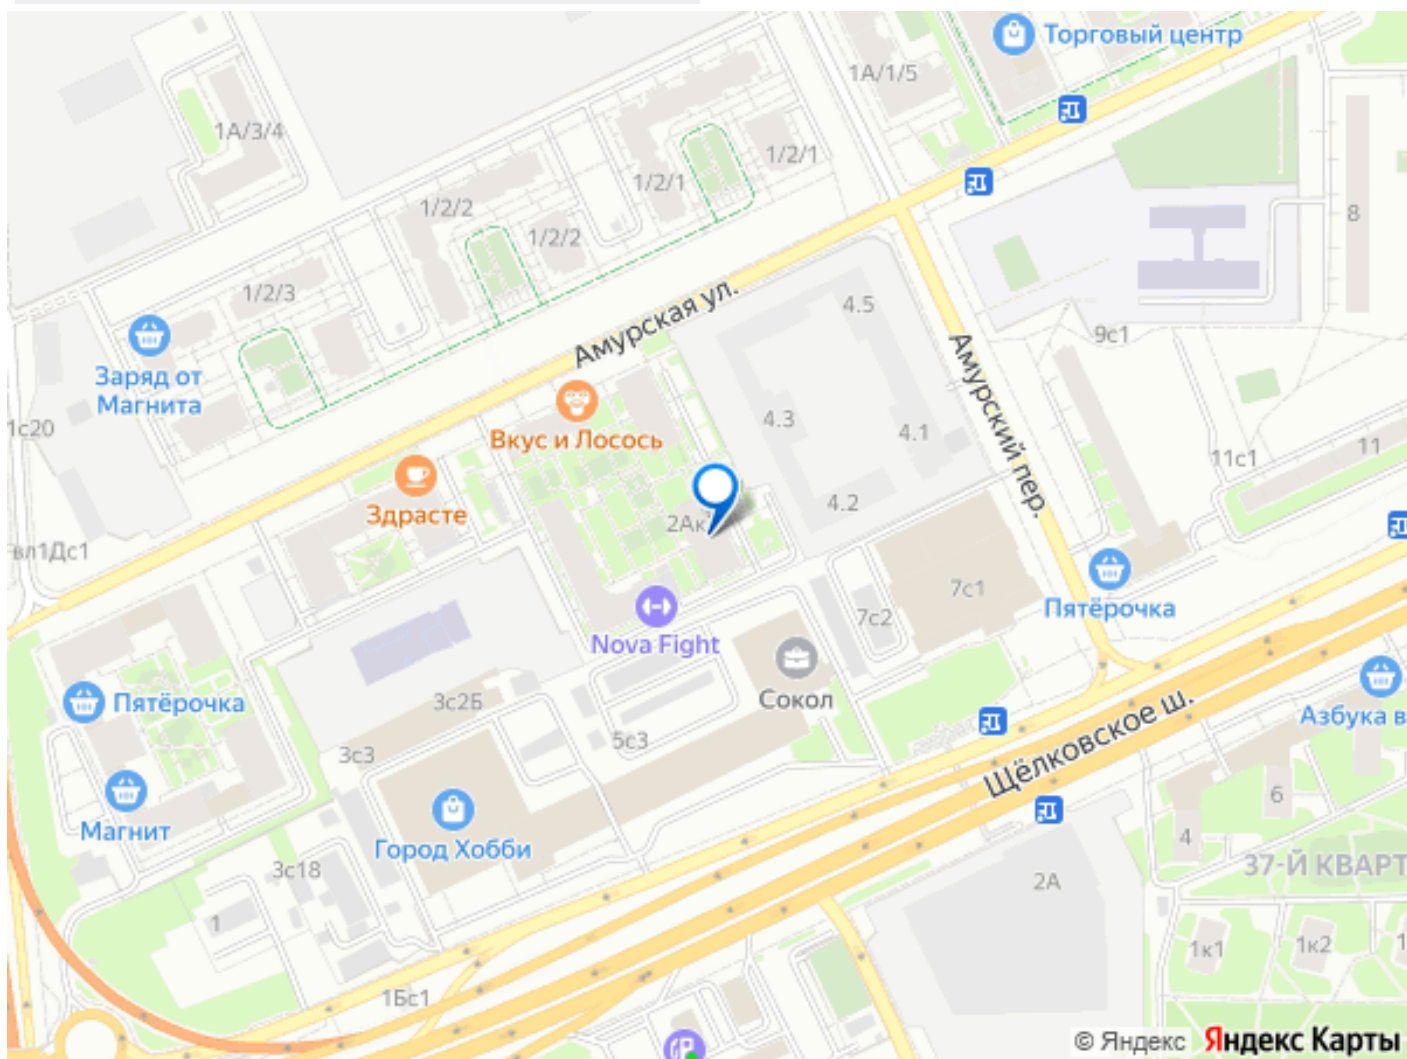 Торговый центр
1А/1/5
1А/3/4
1/2/1
1/2/1
1/2/2
8
1/2/2
1/2/3
4.5
Амурская ул.
9с1
Заряд от
Магнита
Амурский пер.
4.3
1с20
4.1
Вкус и Лосось
11
11с1
Здрасте
4.2
2Ак
вл1Дс1
7с1
Пятёрочка
7с2
Nova Fight
Сокол
Пятёрочка
3с2Б
Щёлковское ш.
Азбука в
5с3
3с3
6
Магнит
4
Город Хобби
37-Й КВАРТ
3с18
2А
1
1к1
1к2
1
1Бс1
© Яндекс Яндекс Карты